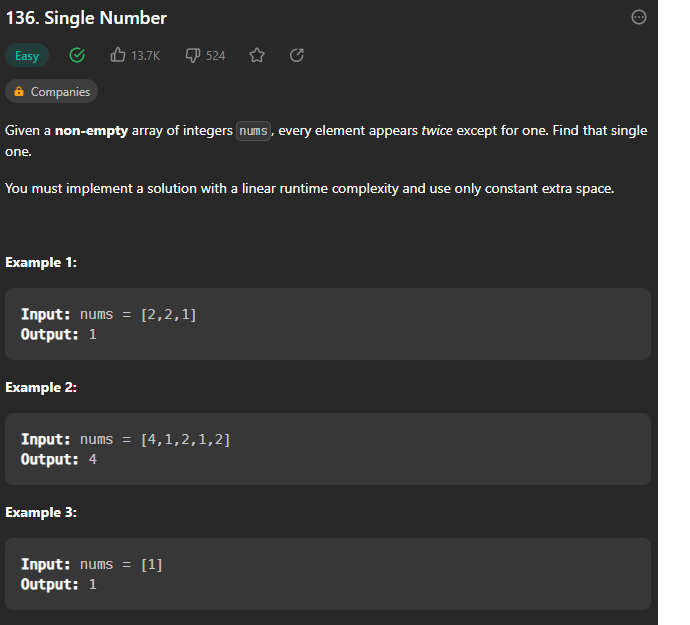 136. Single Number
Easy 13.7K 524
Companies
Given a non-empty array of integers nums, every element appears twice except for one. Find that single
one.
You must implement a solution with a linear runtime complexity and use only constant extra space.
Example 1:
Input: nums = [2,2,1]
Output: 1
Example 2:
Input: nums = [4,1,2,1,2]
Output: 4
Example 3:
Input: nums = [1]
Output: 1